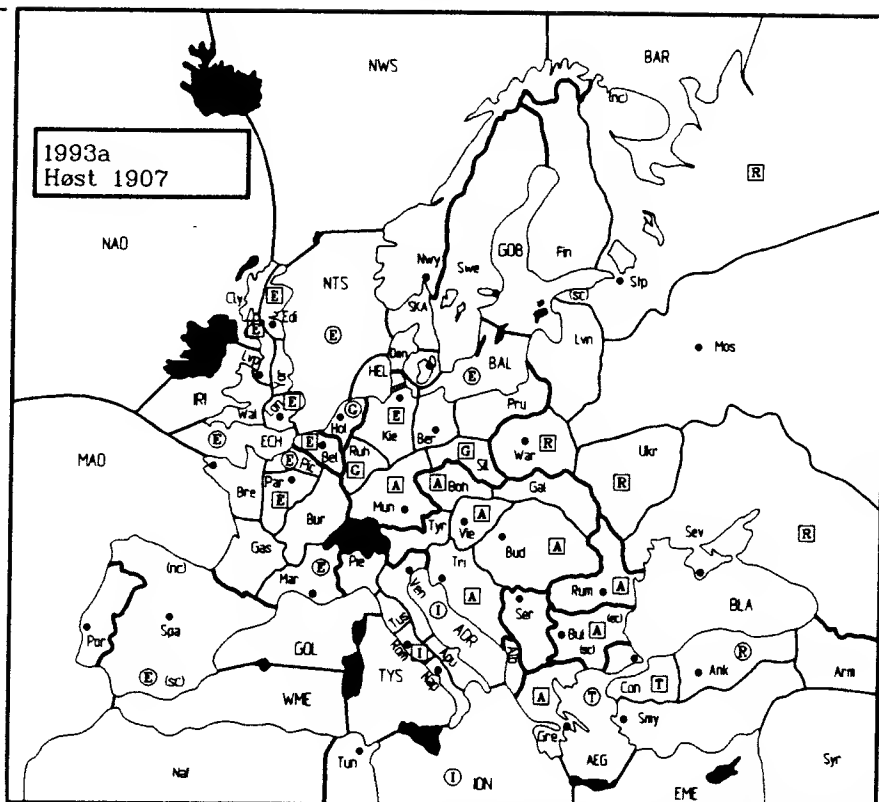 NWS
BAR
(nc)
1993a
Høst 1907
R
NAO
Nwy
Swe
GOB
Fin
Stp
NTS
(sc)
Cly
E
Edi
SKA
E
E
Lvn
Mos
Lvp
Yor
Den
HEL
BAL
E
IRI
Wal
Lon
E
G
Hol
E
Kie
Ber
Pru
War
R
MAO
E
ECH
E
Bel
Ruh
G
Sil
Ukr
E
Pic
G
Par
E
A
Mun
A
Boh
Gal
R
Bre
Bur
Tyr
Vie
A
Sev
Bud
A
R
Gas
Mar
E
Pie
Ven
Tri
A
Rum
A
BLA
(nc)
Ser
Por
Spa
GOL
Tus
I
ADR
Bul
A
(ec)
(sc)
R
Rom
I
Apu
Alb
Ank
Arm
E
(sc)
TYS
Nap
A
T
Con
T
WME
Gre
Smy
Naf
Tun
I
ION
AEG
EME
Syr